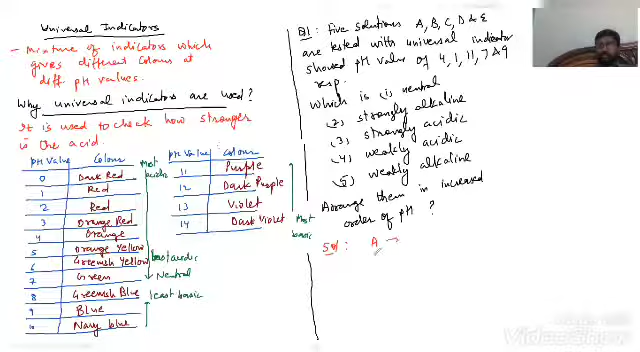 Universal Indicators
- Mixture of indicators which
gives different colours at
diff pH values.
Why universal indicators are used?
It is used to check how stronger
is the acid.
pH Value Colour
0 Dark Red
1 Red
2 Red
3 Orange Red
4 Orange
5 Orange Yellow
6 Greenish Yellow
7 Green
8 Greenish Blue
9 Blue
10 Navy blue
Most
acidic
least acidic
→ Neutral
least basic
pH Value Colour
11 Purple
12 Dark Purple
13 Violet
14 Dark Violet
Most
basic
Q1: Five solutions A, B, C, D & E
are tested with universal indicator
showed pH value of 4, 1, 11, 7 & 9
resp.
Which is (1) neutral
(2) strongly alkaline
(3) strongly acidic
(4) weakly acidic
(5) weakly alkaline
Arrange them in increased
order of pH ?
Sol : A →